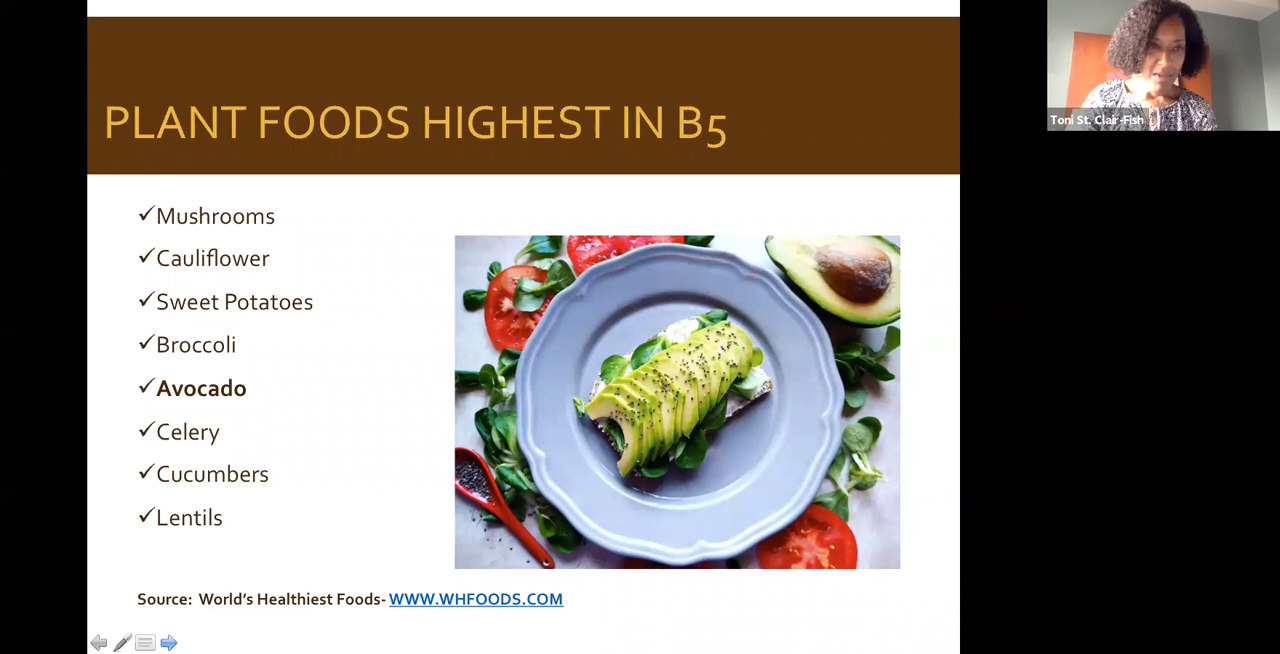 PLANT FOODS HIGHEST IN B5
Toni St. Clair-Fish
✓Mushrooms
✓Cauliflower
✓Sweet Potatoes
✓Broccoli
✓Avocado
✓Celery
✓Cucumbers
✓Lentils
Source: World's Healthiest Foods- WWW.WHFOODS.COM